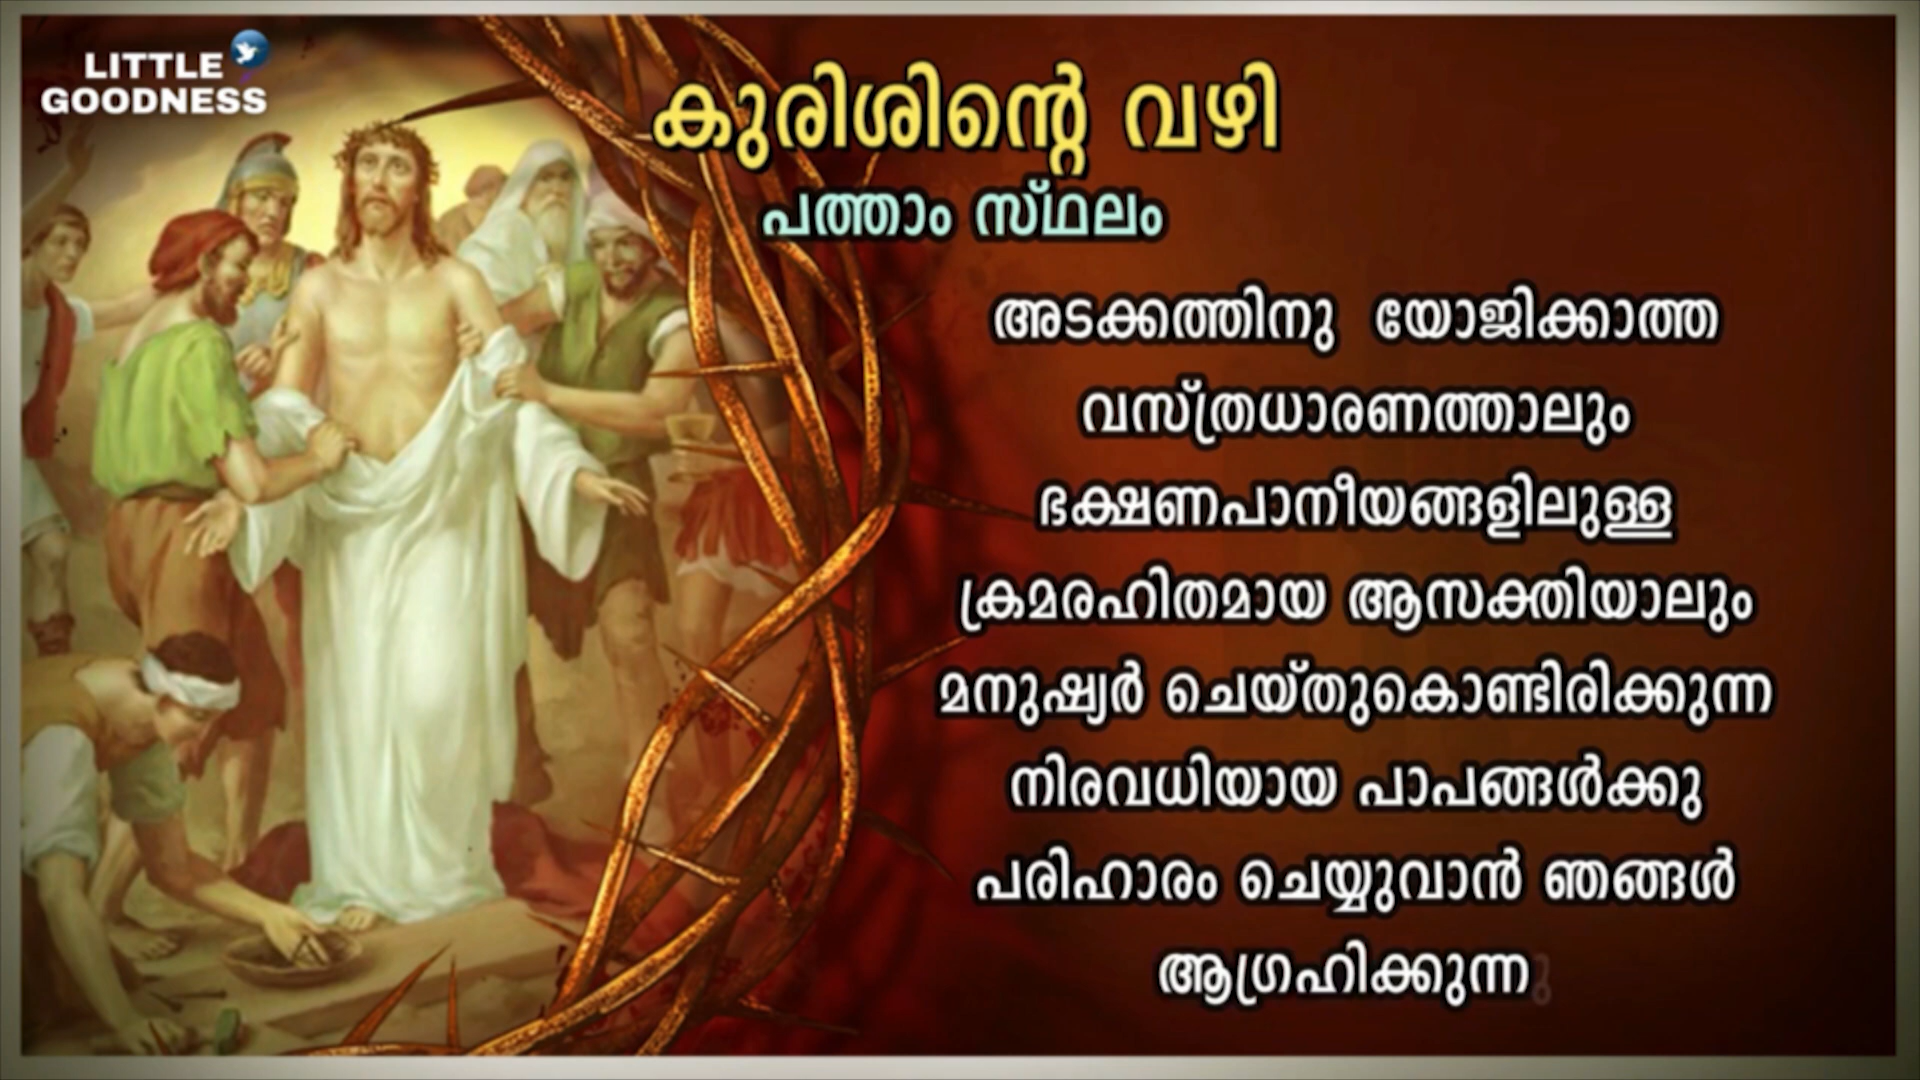 LITTLE
GOODNESS
കുരിശിന്റെ വഴി
പത്താം സ്ഥലം
അടക്കത്തിനു യോജിക്കാത്ത
വസ്ത്രധാരണത്താലും
ഭക്ഷണപാനീയങ്ങളിലുള്ള
ക്രമരഹിതമായ ആസക്തിയാലും
മനുഷ്യർ ചെയ്തുകൊണ്ടിരിക്കുന്ന
നിരവധിയായ പാപങ്ങൾക്കു
പരിഹാരം ചെയ്യുവാൻ ഞങ്ങൾ
ആഗ്രഹിക്കുന്നു